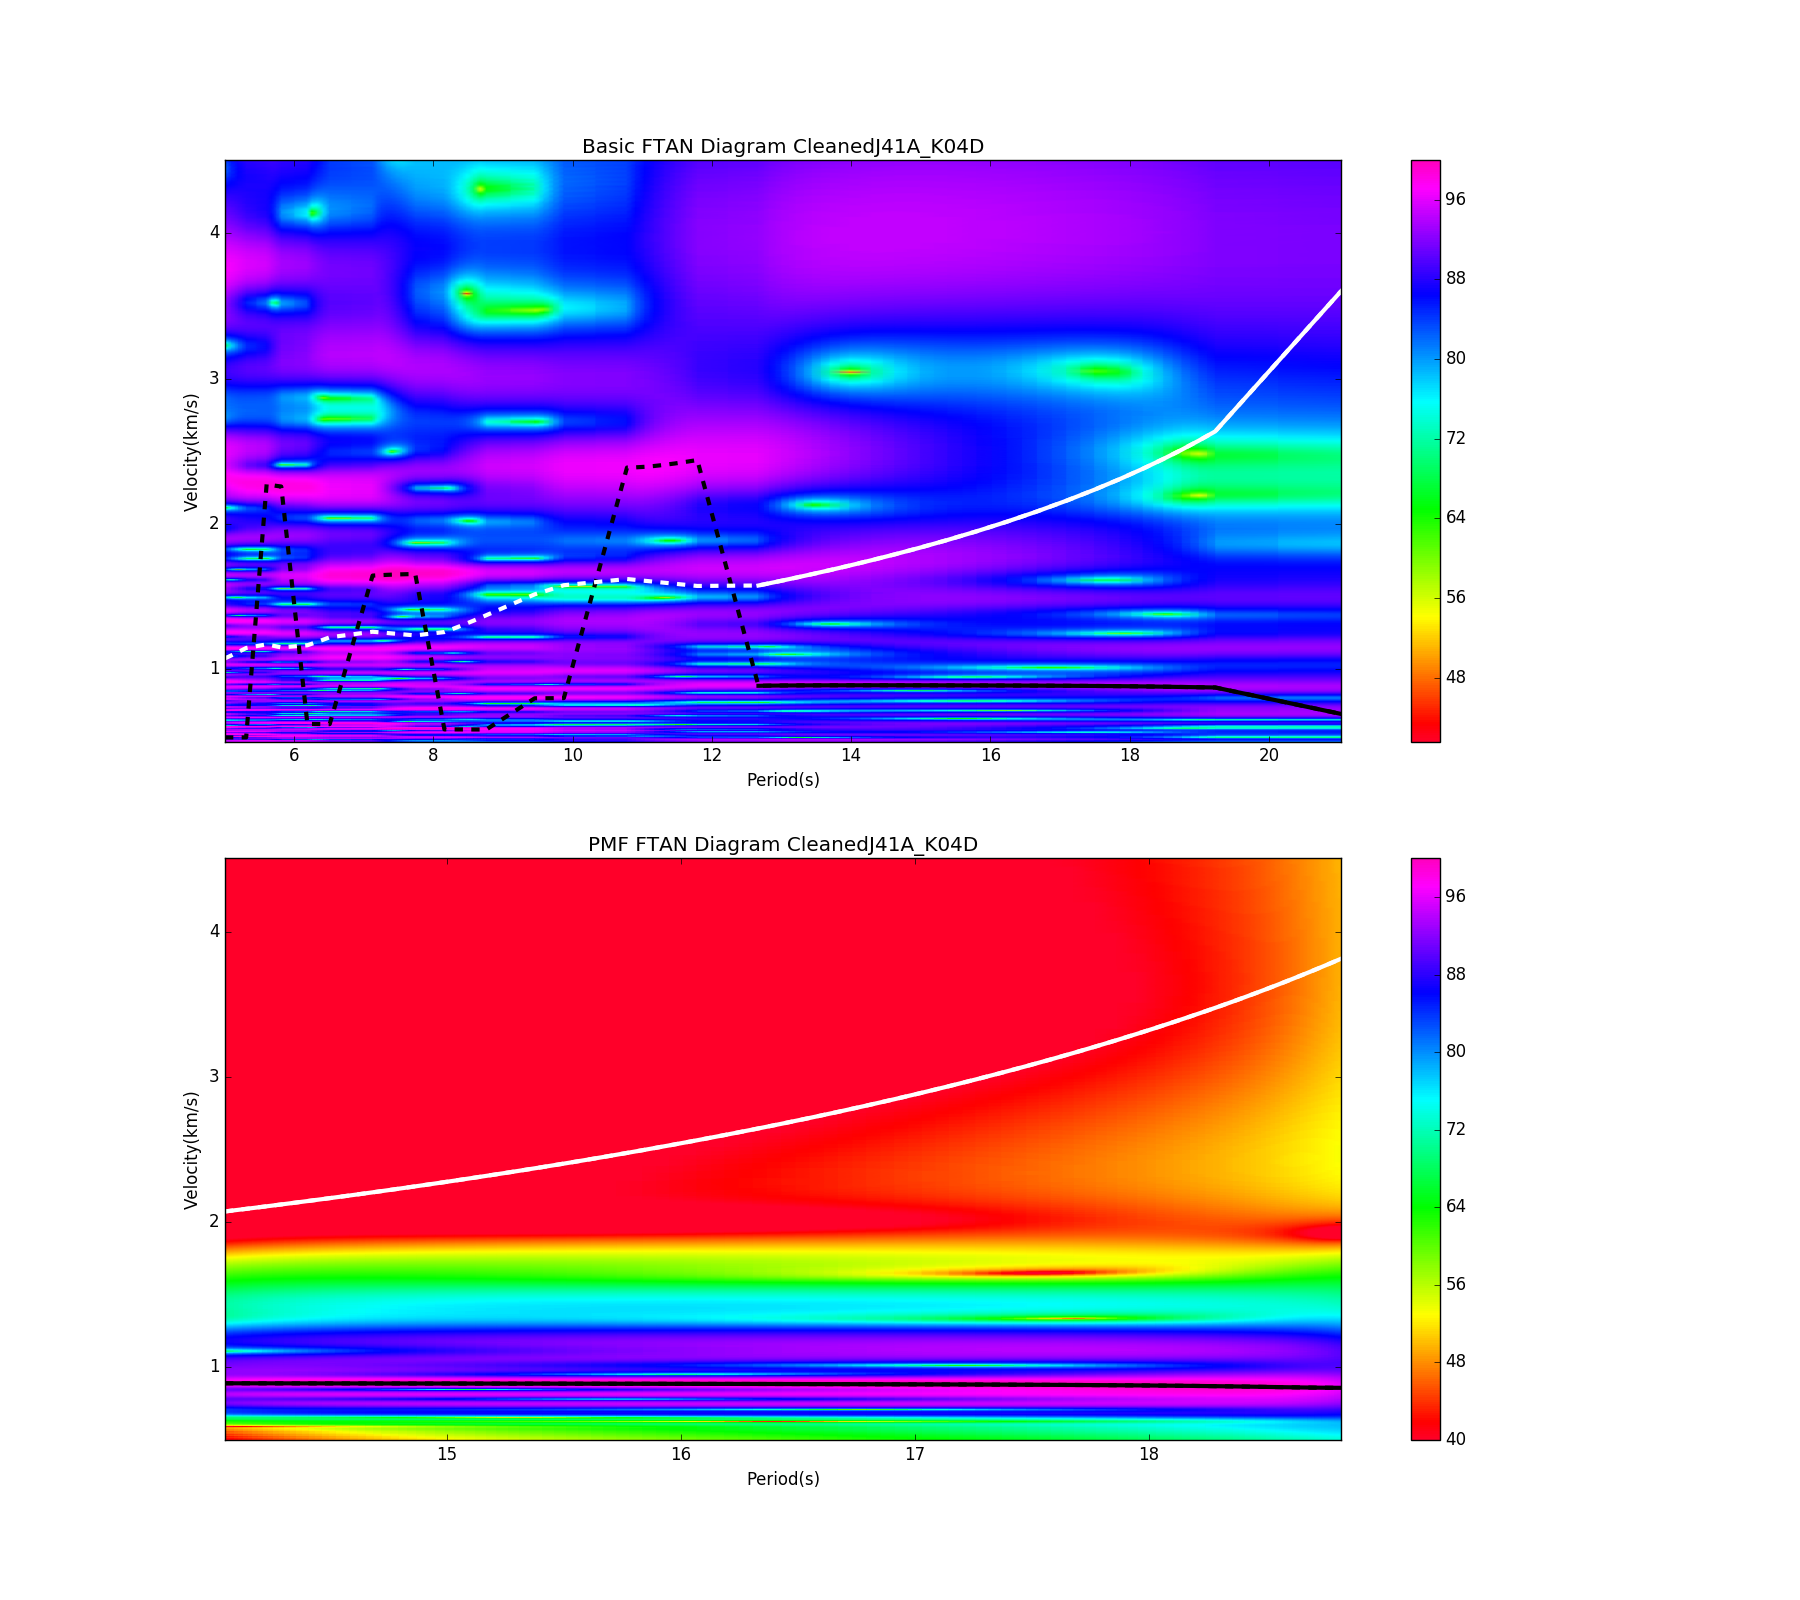 Basic FTAN Diagram CleanedJ41A_K04D
Velocity(km/s)
4
3
2
1
6 8 10 12 14 16 18 20
Period(s)
96
88
80
72
64
56
48
PMF FTAN Diagram CleanedJ41A_K04D
Velocity(km/s)
4
3
2
1
15 16 17 18
Period(s)
96
88
80
72
64
56
48
40